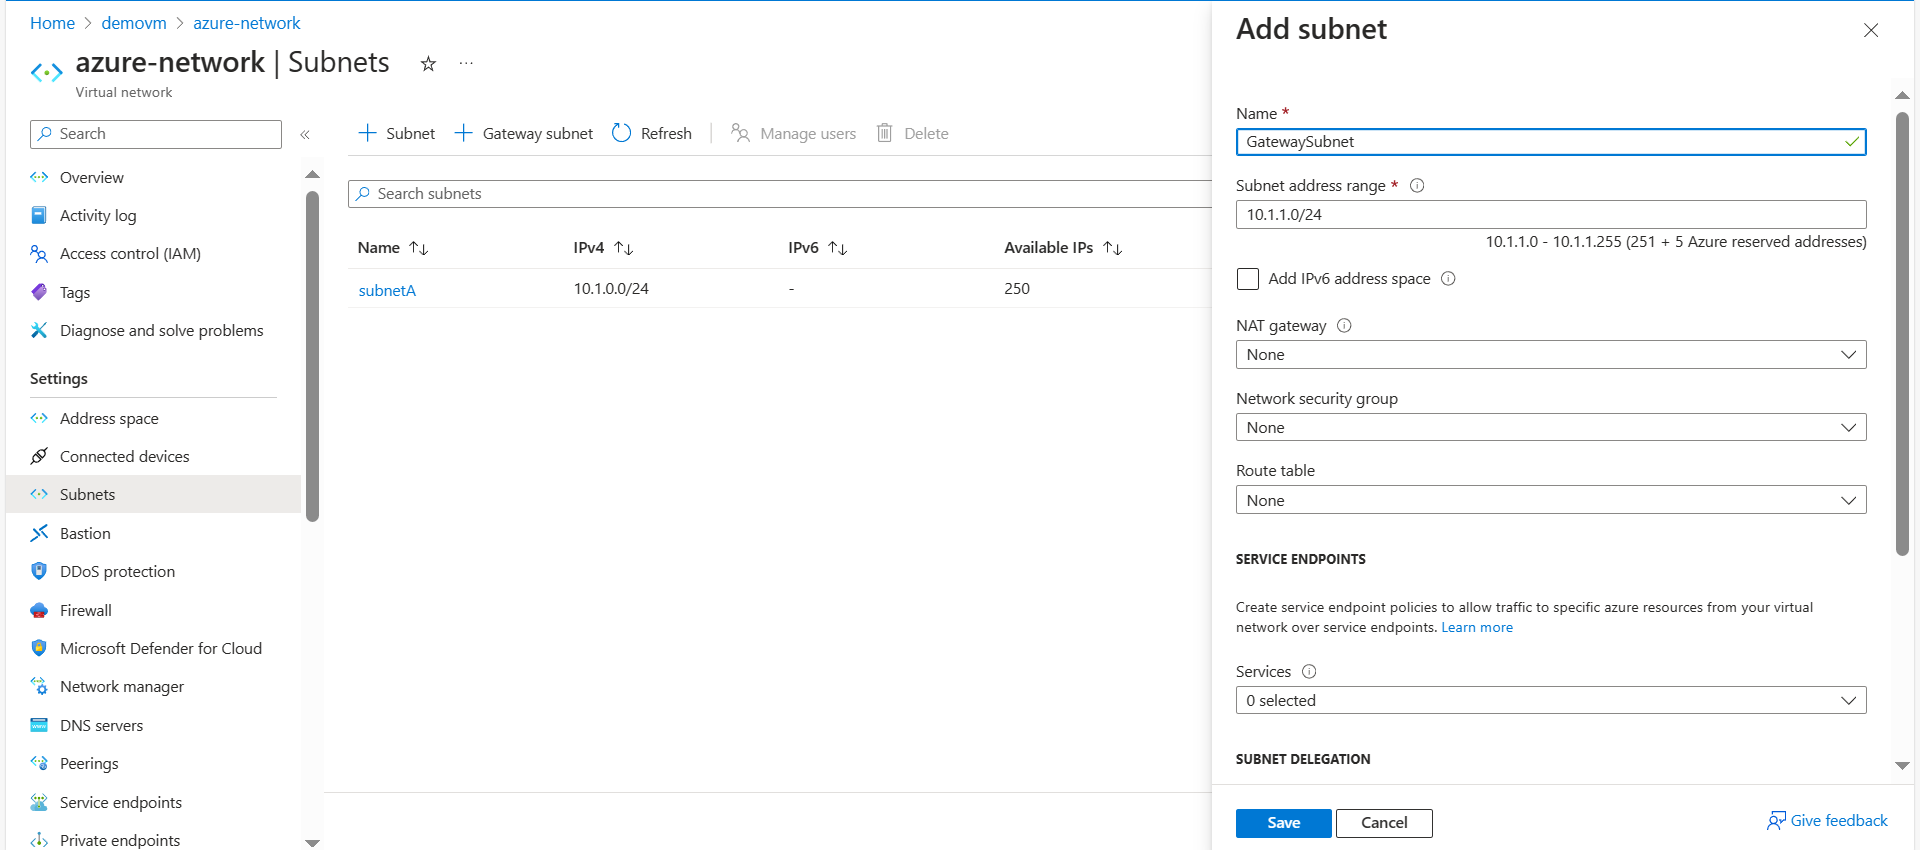 Home > demovm > azure-network
azure-network | Subnets
Virtual network
Search
Overview
Activity log
Access control (IAM)
Tags
Diagnose and solve problems
Settings
Address space
Connected devices
Subnets
Bastion
DDoS protection
Firewall
Microsoft Defender for Cloud
Network manager
DNS servers
Peerings
Service endpoints
Private endpoints
+ Subnet + Gateway subnet Refresh | Manage users Delete
Search subnets
Name IPv4 IPv6 Available IPs
subnetA 10.1.0.0/24 - 250
Add subnet
Name *
GatewaySubnet
Subnet address range *
10.1.1.0/24
10.1.1.0 - 10.1.1.255 (251 + 5 Azure reserved addresses)
Add IPv6 address space
NAT gateway
None
Network security group
None
Route table
None
SERVICE ENDPOINTS
Create service endpoint policies to allow traffic to specific azure resources from your virtual
network over service endpoints. Learn more
Services
0 selected
SUBNET DELEGATION
Save Cancel Give feedback